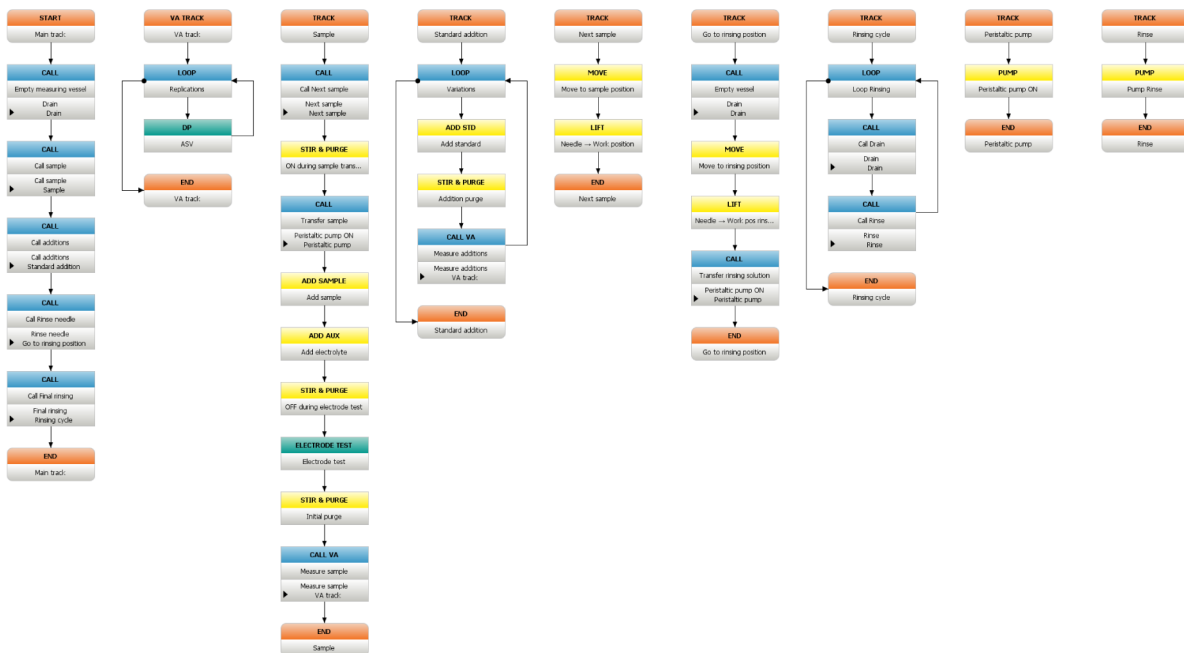 START
Main track
CALL
Empty measuring vessel
Drain
Drain
CALL
Call sample
Call sample
Sample
CALL
Call additions
Call additions
Standard addition
CALL
Call Rinse needle
Rinse needle
Go to rinsing position
CALL
Call Final rinsing
Final rinsing
Rinsing cycle
END
Main track
VA TRACK
VA track
LOOP
Replications
DP
ASV
END
VA track
TRACK
Sample
CALL
Call Next sample
Next sample
Next sample
STIR & PURGE
ON during sample trans...
CALL
Transfer sample
Peristaltic pump ON
Peristaltic pump
ADD SAMPLE
Add sample
ADD AUX
Add electrolyte
STIR & PURGE
OFF during electrode test
ELECTRODE TEST
Electrode test
STIR & PURGE
Initial purge
CALL VA
Measure sample
Measure sample
VA track
END
Sample
TRACK
Standard addition
LOOP
Variations
ADD STD
Add standard
STIR & PURGE
Addition purge
CALL VA
Measure additions
Measure additions
VA track
END
Standard addition
TRACK
Next sample
MOVE
Move to sample position
LIFT
Needle → Work: position
END
Next sample
TRACK
Go to rinsing position
CALL
Empty vessel
Drain
Drain
MOVE
Move to rinsing position
LIFT
Needle → Work: pos rins...
CALL
Transfer rinsing solution
Peristaltic pump ON
Peristaltic pump
END
Go to rinsing position
TRACK
Rinsing cycle
LOOP
Loop Rinsing
CALL
Call Drain
Drain
Drain
CALL
Call Rinse
Rinse
Rinse
END
Rinsing cycle
TRACK
Peristaltic pump
PUMP
Peristaltic pump ON
END
Peristaltic pump
TRACK
Rinse
PUMP
Pump Rinse
END
Rinse